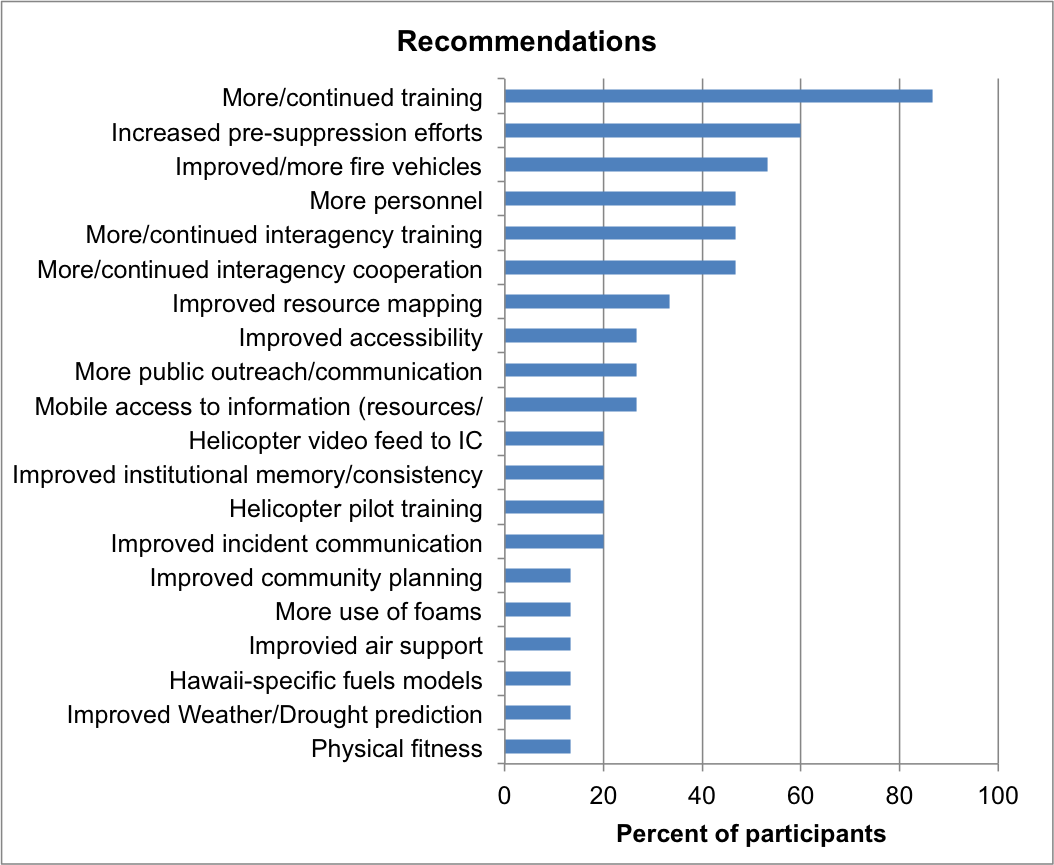 Recommendations
More/continued training
Increased pre-suppression efforts
Improved/more fire vehicles
More personnel
More/continued interagency training
More/continued interagency cooperation
Improved resource mapping
Improved accessibility
More public outreach/communication
Mobile access to information (resources/
Helicopter video feed to IC
Improved institutional memory/consistency
Helicopter pilot training
Improved incident communication
Improved community planning
More use of foams
Improvied air support
Hawaii-specific fuels models
Improved Weather/Drought prediction
Physical fitness
0 20 40 60 80 100
Percent of participants